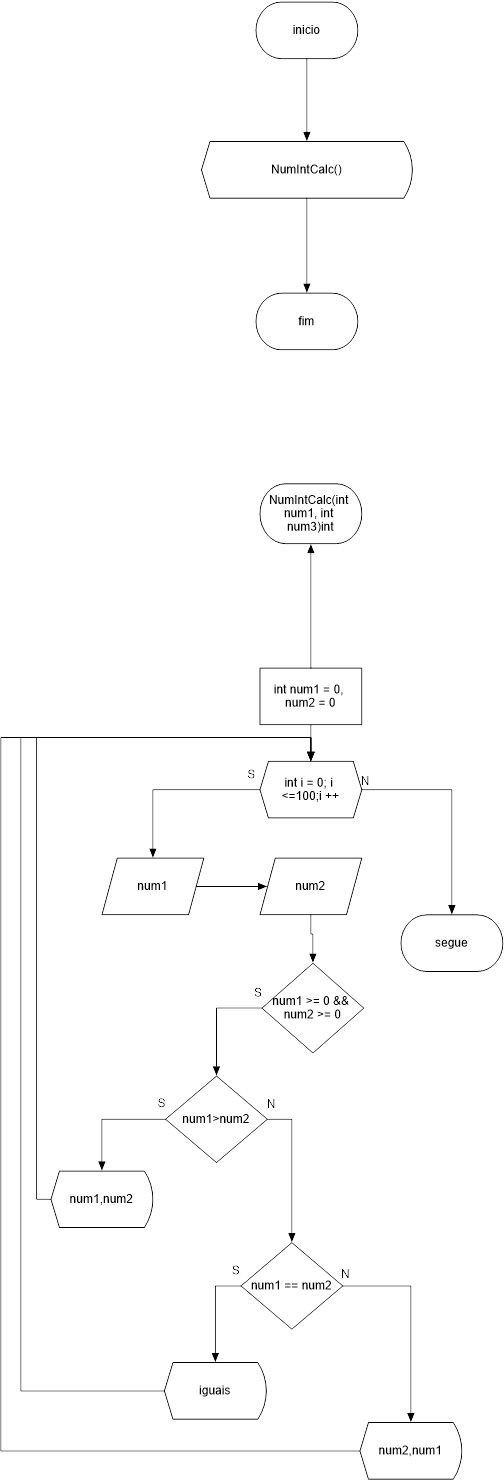 inicio
NumIntCalc()
fim
NumIntCalc(int
num1, int
num3)int
int num1 = 0,
num2 = 0
S
int i = 0; i
<=100;i ++
N
num1
num2
segue
S
num1 >= 0 &&
num2 >= 0
S
num1>num2
N
num1,num2
S
num1 == num2
N
iguais
num2,num1